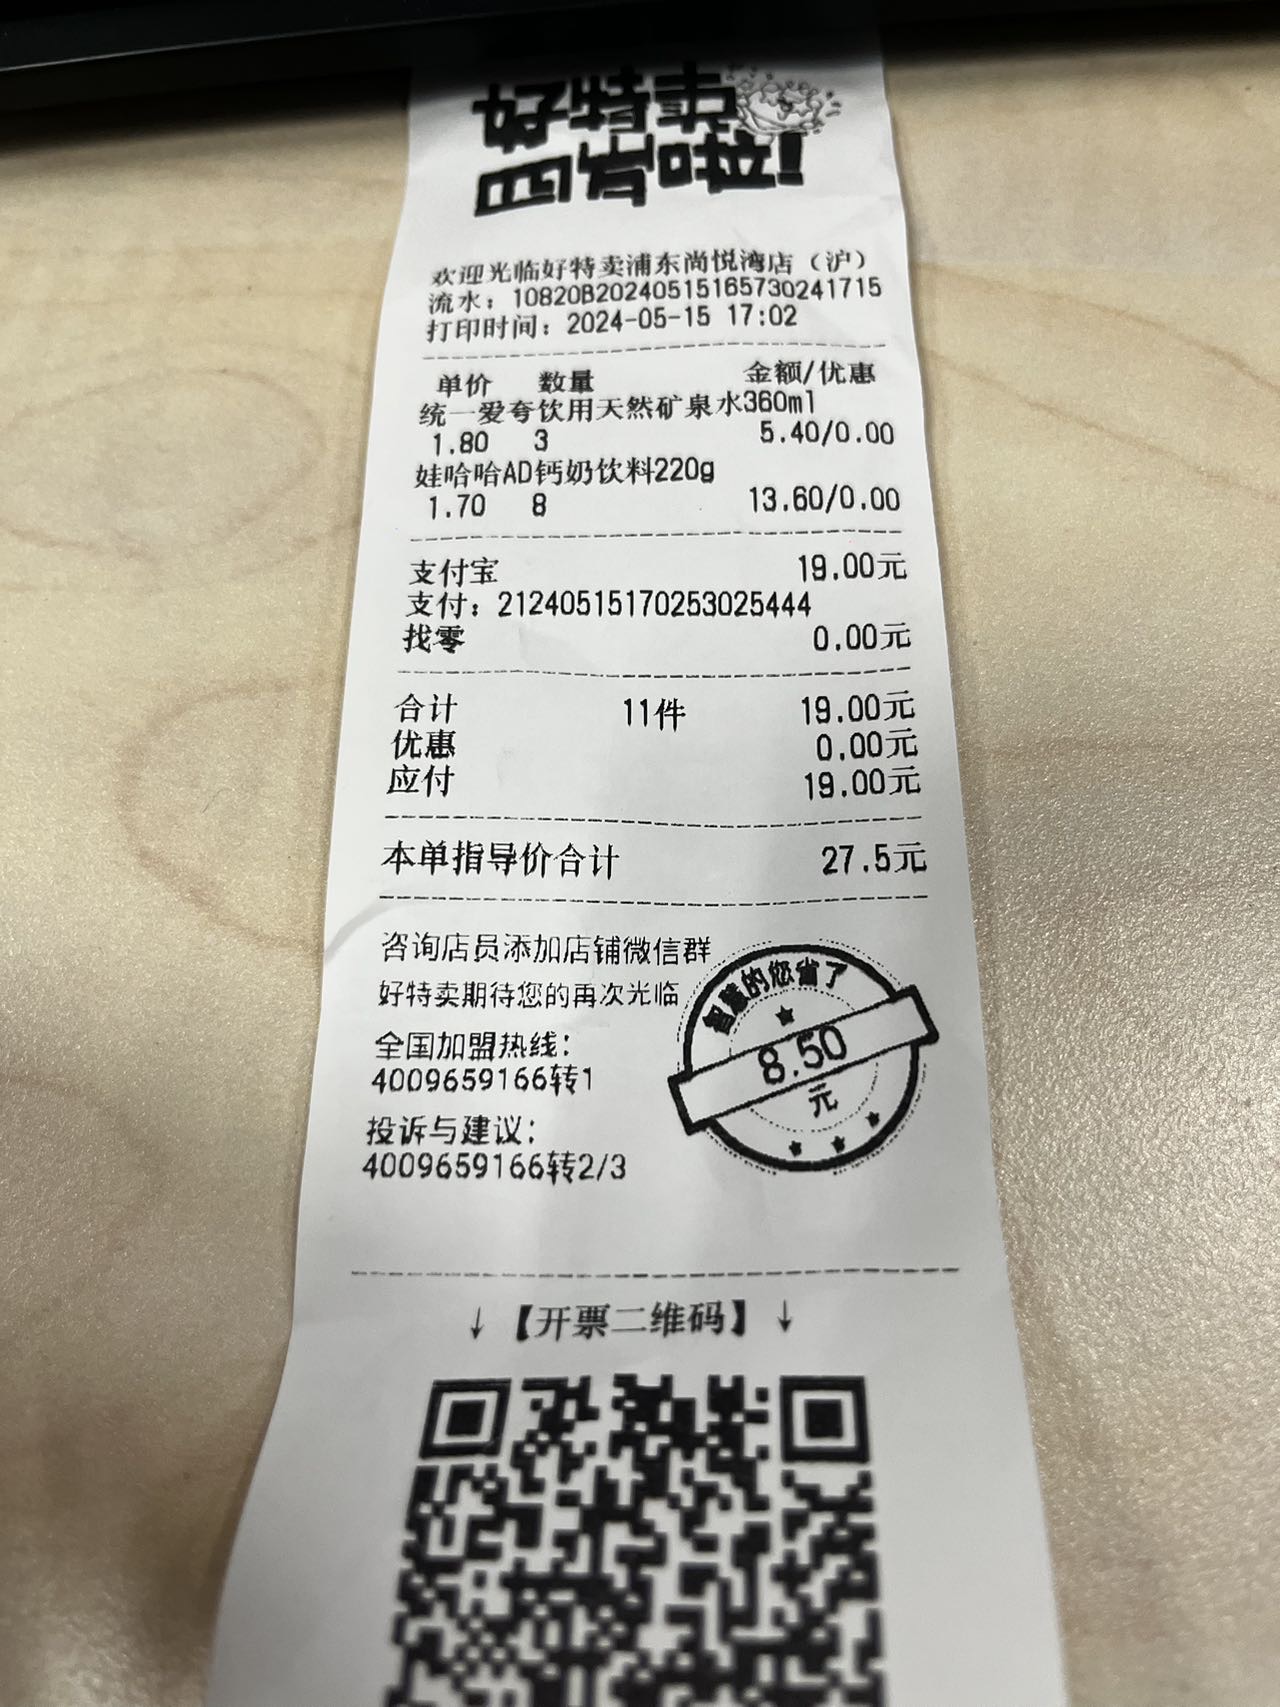 好特卖
四周年啦!
欢迎光临好特卖浦东尚悦湾店（沪）
流水：10820B20240515165730241715
打印时间：2024-05-15 17:02
单价 数量 金额/优惠
统一爱夸饮用天然矿泉水360ml
1.80 3 5.40/0.00
娃哈哈AD钙奶饮料220g
1.70 8 13.60/0.00
支付宝 19.00元
支付：21240515170253025444
找零 0.00元
合计 11件 19.00元
优惠 0.00元
应付 19.00元
本单指导价合计 27.5元
咨询店员添加店铺微信群
好特卖期待您的再次光临
全国加盟热线：
4009659166转1
投诉与建议：
4009659166转2/3
智慧的您省了
8.50
元
↓【开票二维码】↓